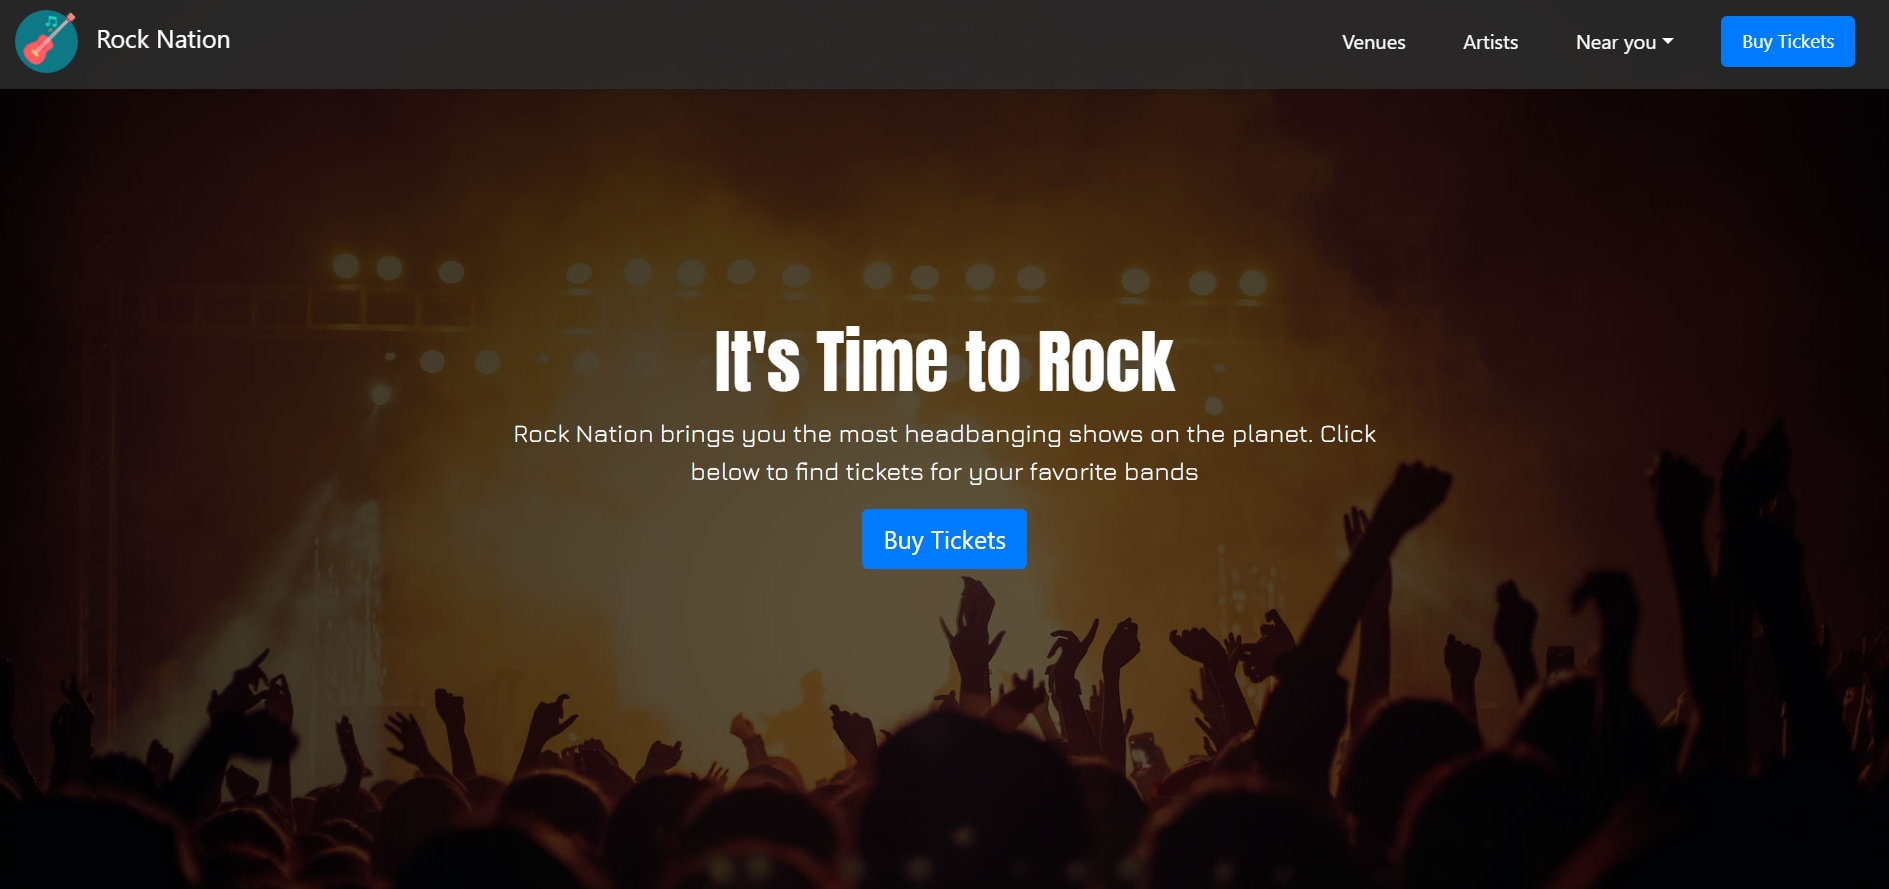 Rock Nation
Venues
Artists
Near you
Buy Tickets
It's Time to Rock
Rock Nation brings you the most headbanging shows on the planet. Click
below to find tickets for your favorite bands
Buy Tickets